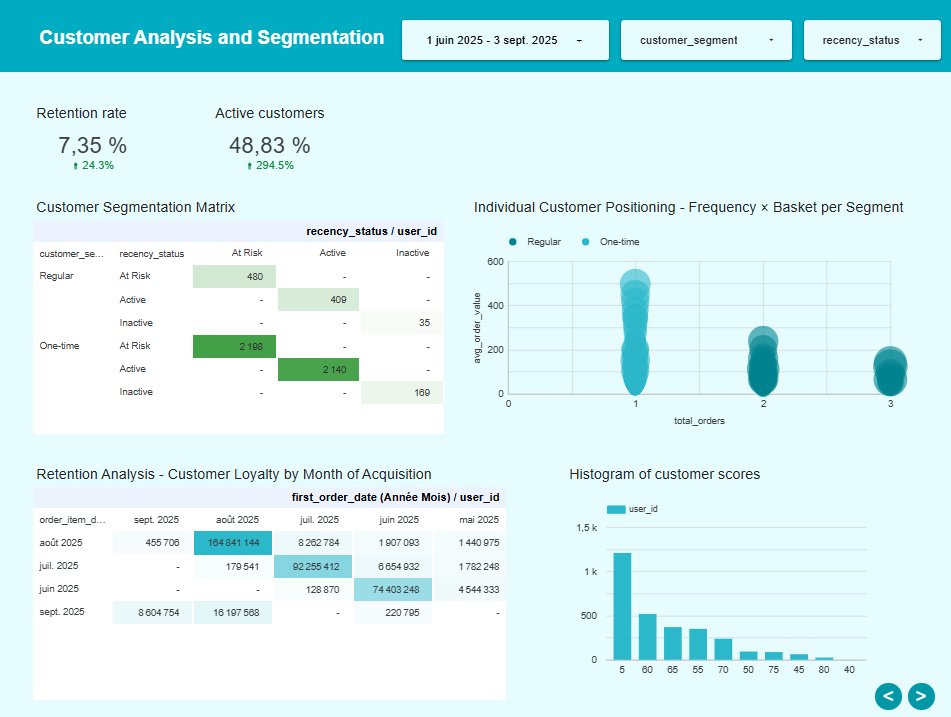 Customer Analysis and Segmentation
1 juin 2025 - 3 sept. 2025
customer_segment
recency_status
Retention rate
Active customers
7,35 %
48,83 %
24.3%
294.5%
Customer Segmentation Matrix
recency_status / user_id
customer_se... recency_status At Risk Active Inactive
Regular At Risk 480 - -
Active - 409 -
Inactive - - 35
One-time At Risk 2 198 - -
Active - 2 140 -
Inactive - - 169
Individual Customer Positioning - Frequency × Basket per Segment
Regular One-time
avg_order_value
600
400
200
0
0 1 2 3
total_orders
Retention Analysis - Customer Loyalty by Month of Acquisition
first_order_date (Année Mois) / user_id
order_item_d... sept. 2025 août 2025 juil. 2025 juin 2025 mai 2025
août 2025 455 706 164 841 144 8 262 784 1 907 093 1 440 975
juil. 2025 - 179 541 92 255 412 6 654 932 1 782 248
juin 2025 - - 128 870 74 403 248 4 544 333
sept. 2025 8 604 754 16 197 568 - 220 795 -
Histogram of customer scores
user_id
1,5 k
1 k
500
0
5 60 65 55 70 50 75 45 80 40
< >